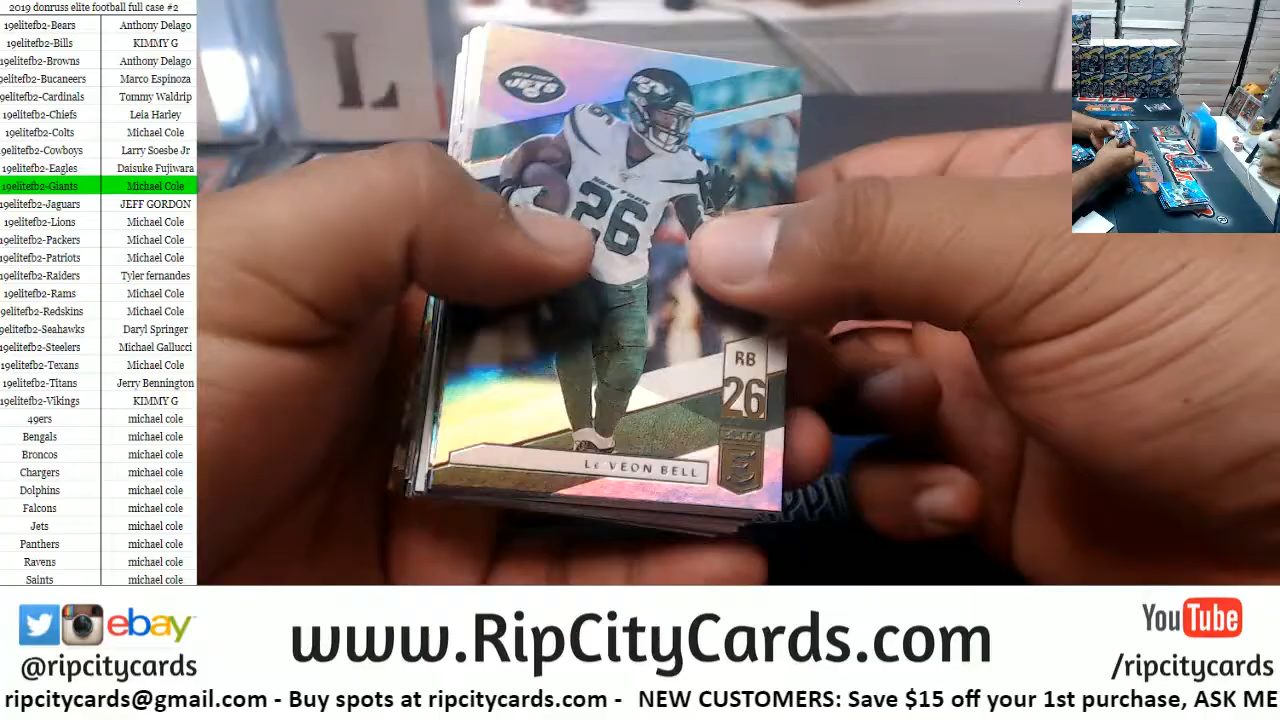 2019 donruss elite football full case #2
19elitefb2-Bears Anthony Delago
19elitefb2-Bills KIMMY G
19elitefb2-Browns Anthony Delago
19elitefb2-Bucaneers Marco Espinoza
19elitefb2-Cardinals Tommy Waldrip
19elitefb2-Chiefs Leia Harley
19elitefb2-Colts Michael Cole
19elitefb2-Cowboys Larry Soesbe Jr
19elitefb2-Eagles Daisuke Fujiwara
19elitefb2-Giants Michael Cole
19elitefb2-Jaguars JEFF GORDON
19elitefb2-Lions Michael Cole
19elitefb2-Packers Michael Cole
19elitefb2-Patriots Michael Cole
19elitefb2-Raiders Tyler fernandes
19elitefb2-Rams Michael Cole
19elitefb2-Redskins Michael Cole
19elitefb2-Seahawks Daryl Springer
19elitefb2-Steelers Michael Gallucci
19elitefb2-Texans Michael Cole
19elitefb2-Titans Jerry Bennington
19elitefb2-Vikings KIMMY G
49ers michael cole
Bengals michael cole
Broncos michael cole
Chargers michael cole
Dolphins michael cole
Falcons michael cole
Jets michael cole
Panthers michael cole
Ravens michael cole
Saints michael cole
L
NEW YORK
JETS
26
NEW YORK
26
RB
26
E
Le'VEON BELL
ebay
@ripcitycards
www.RipCityCards.com
YouTube
/ripcitycards
ripcitycards@gmail.com - Buy spots at ripcitycards.com - NEW CUSTOMERS: Save $15 off your 1st purchase, ASK ME